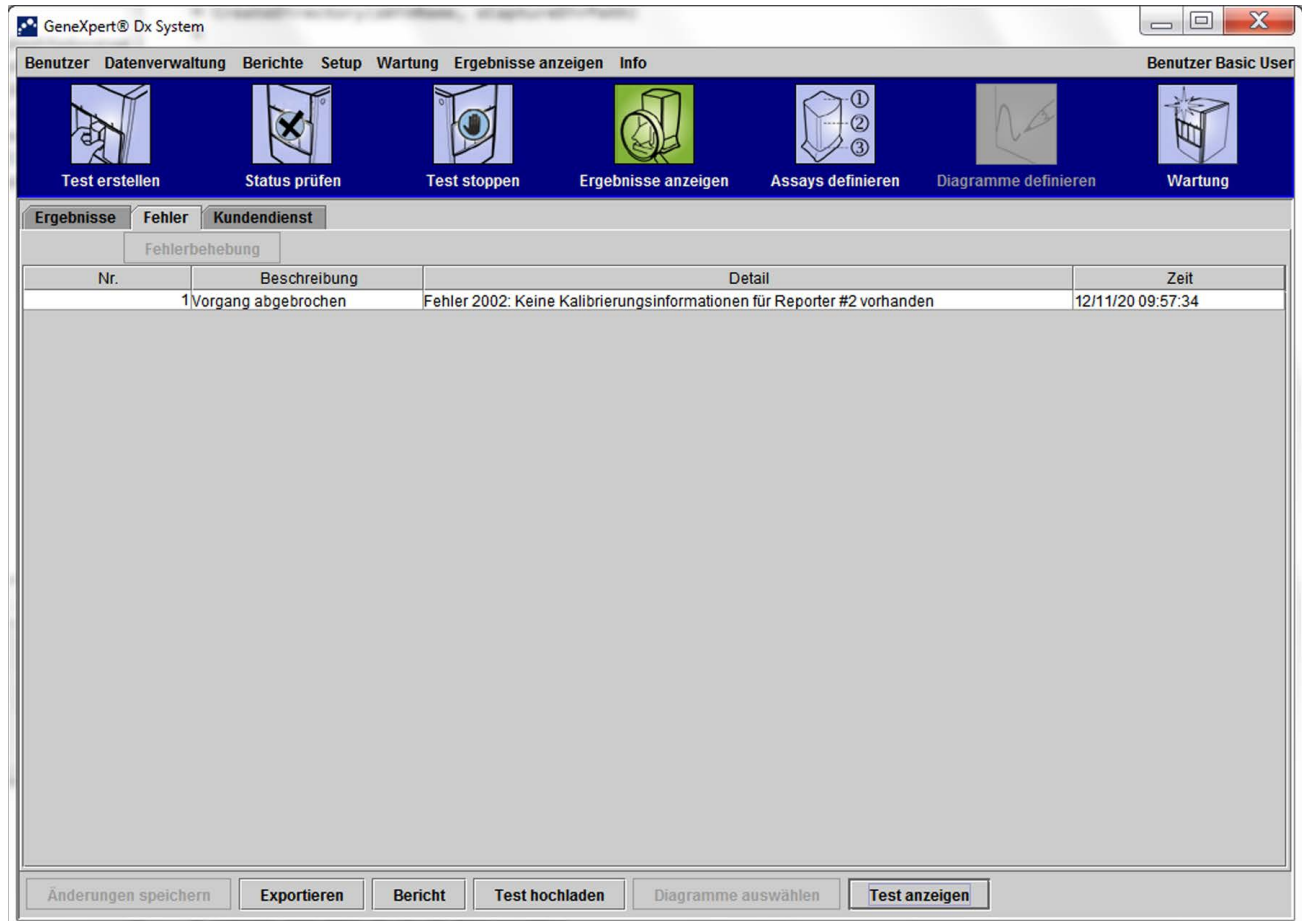 GeneXpert® Dx System
Benutzer Datenverwaltung Berichte Setup Wartung Ergebnisse anzeigen Info Benutzer Basic User
① ② ③
Test erstellen Status prüfen Test stoppen Ergebnisse anzeigen Assays definieren Diagramme definieren Wartung
Ergebnisse Fehler Kundendienst
Fehlerbehebung
Nr. Beschreibung Detail Zeit
1 Vorgang abgebrochen Fehler 2002: Keine Kalibrierungsinformationen für Reporter #2 vorhanden 12/11/20 09:57:34
Änderungen speichern Exportieren Bericht Test hochladen Diagramme auswählen Test anzeigen